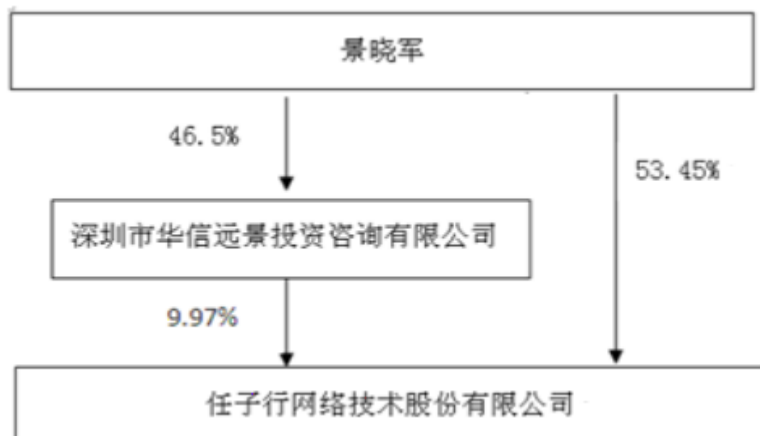 景晓军
46.5%
53.45%
深圳市华信远景投资咨询有限公司
9.97%
任子行网络技术股份有限公司